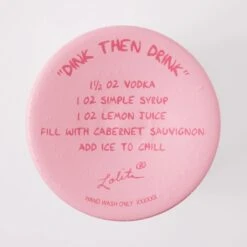 "DINK THEN DRINK"
1½ OZ VODKA
1 OZ SIMPLE SYRUP
1 OZ LEMON JUICE
FILL WITH CABERNET SAUVIGNON
ADD ICE TO CHILL
Lolita®
HAND WASH ONLY XXXXXX